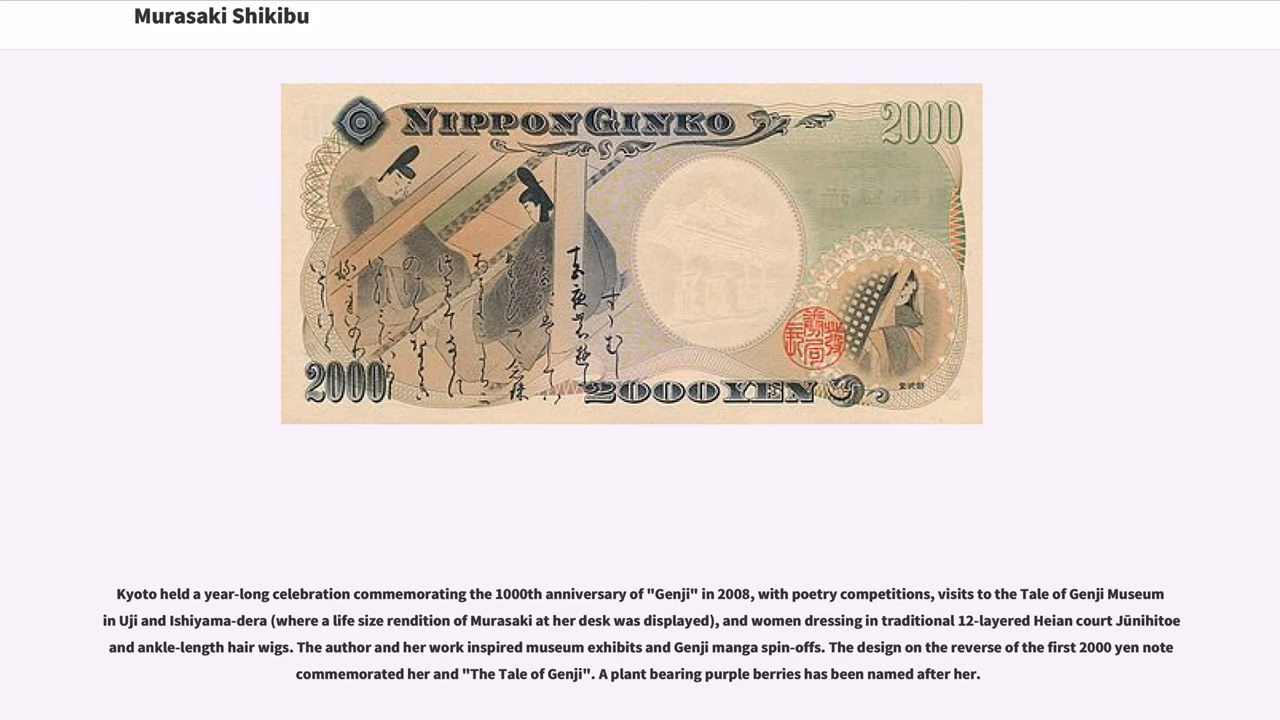 Murasaki Shikibu
NIPPON GINKO
2000
2000
2000 YEN
紫式部
Kyoto held a year-long celebration commemorating the 1000th anniversary of "Genji" in 2008, with poetry competitions, visits to the Tale of Genji Museum
in Uji and Ishiyama-dera (where a life size rendition of Murasaki at her desk was displayed), and women dressing in traditional 12-layered Heian court Jūnihitoe
and ankle-length hair wigs. The author and her work inspired museum exhibits and Genji manga spin-offs. The design on the reverse of the first 2000 yen note
commemorated her and "The Tale of Genji". A plant bearing purple berries has been named after her.